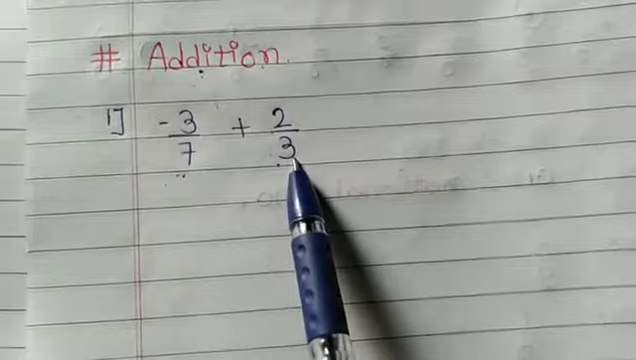 # Addition.
1] -3/7 + 2/3